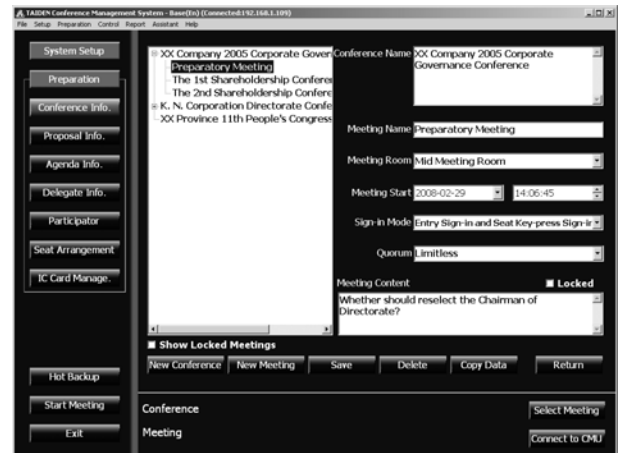 TAIDEN Conference Management System - Base(En) (Connected:192.168.1.109)
File Setup Preparation Control Report Assistant Help
System Setup
Preparation
Conference Info.
Proposal Info.
Agenda Info.
Delegate Info.
Participator
Seat Arrangement
IC Card Manage.
Hot Backup
Start Meeting
Exit
XX Company 2005 Corporate Gover
Preparatory Meeting
The 1st Shareholdership Confere
The 2nd Shareholdership Confere
K. N. Corporation Directorate Confe
XX Province 11th People's Congress
Show Locked Meetings
Conference Name XX Company 2005 Corporate
Governance Conference
Meeting Name Preparatory Meeting
Meeting Room Mid Meeting Room
Meeting Start 2008-02-29 14:06:45
Sign-in Mode Entry Sign-in and Seat Key-press Sign-ir
Quorum Limitless
Meeting Content Locked
Whether should reselect the Chairman of
Directorate?
New Conference New Meeting Save Delete Copy Data Return
Conference Select Meeting
Meeting Connect to CMU